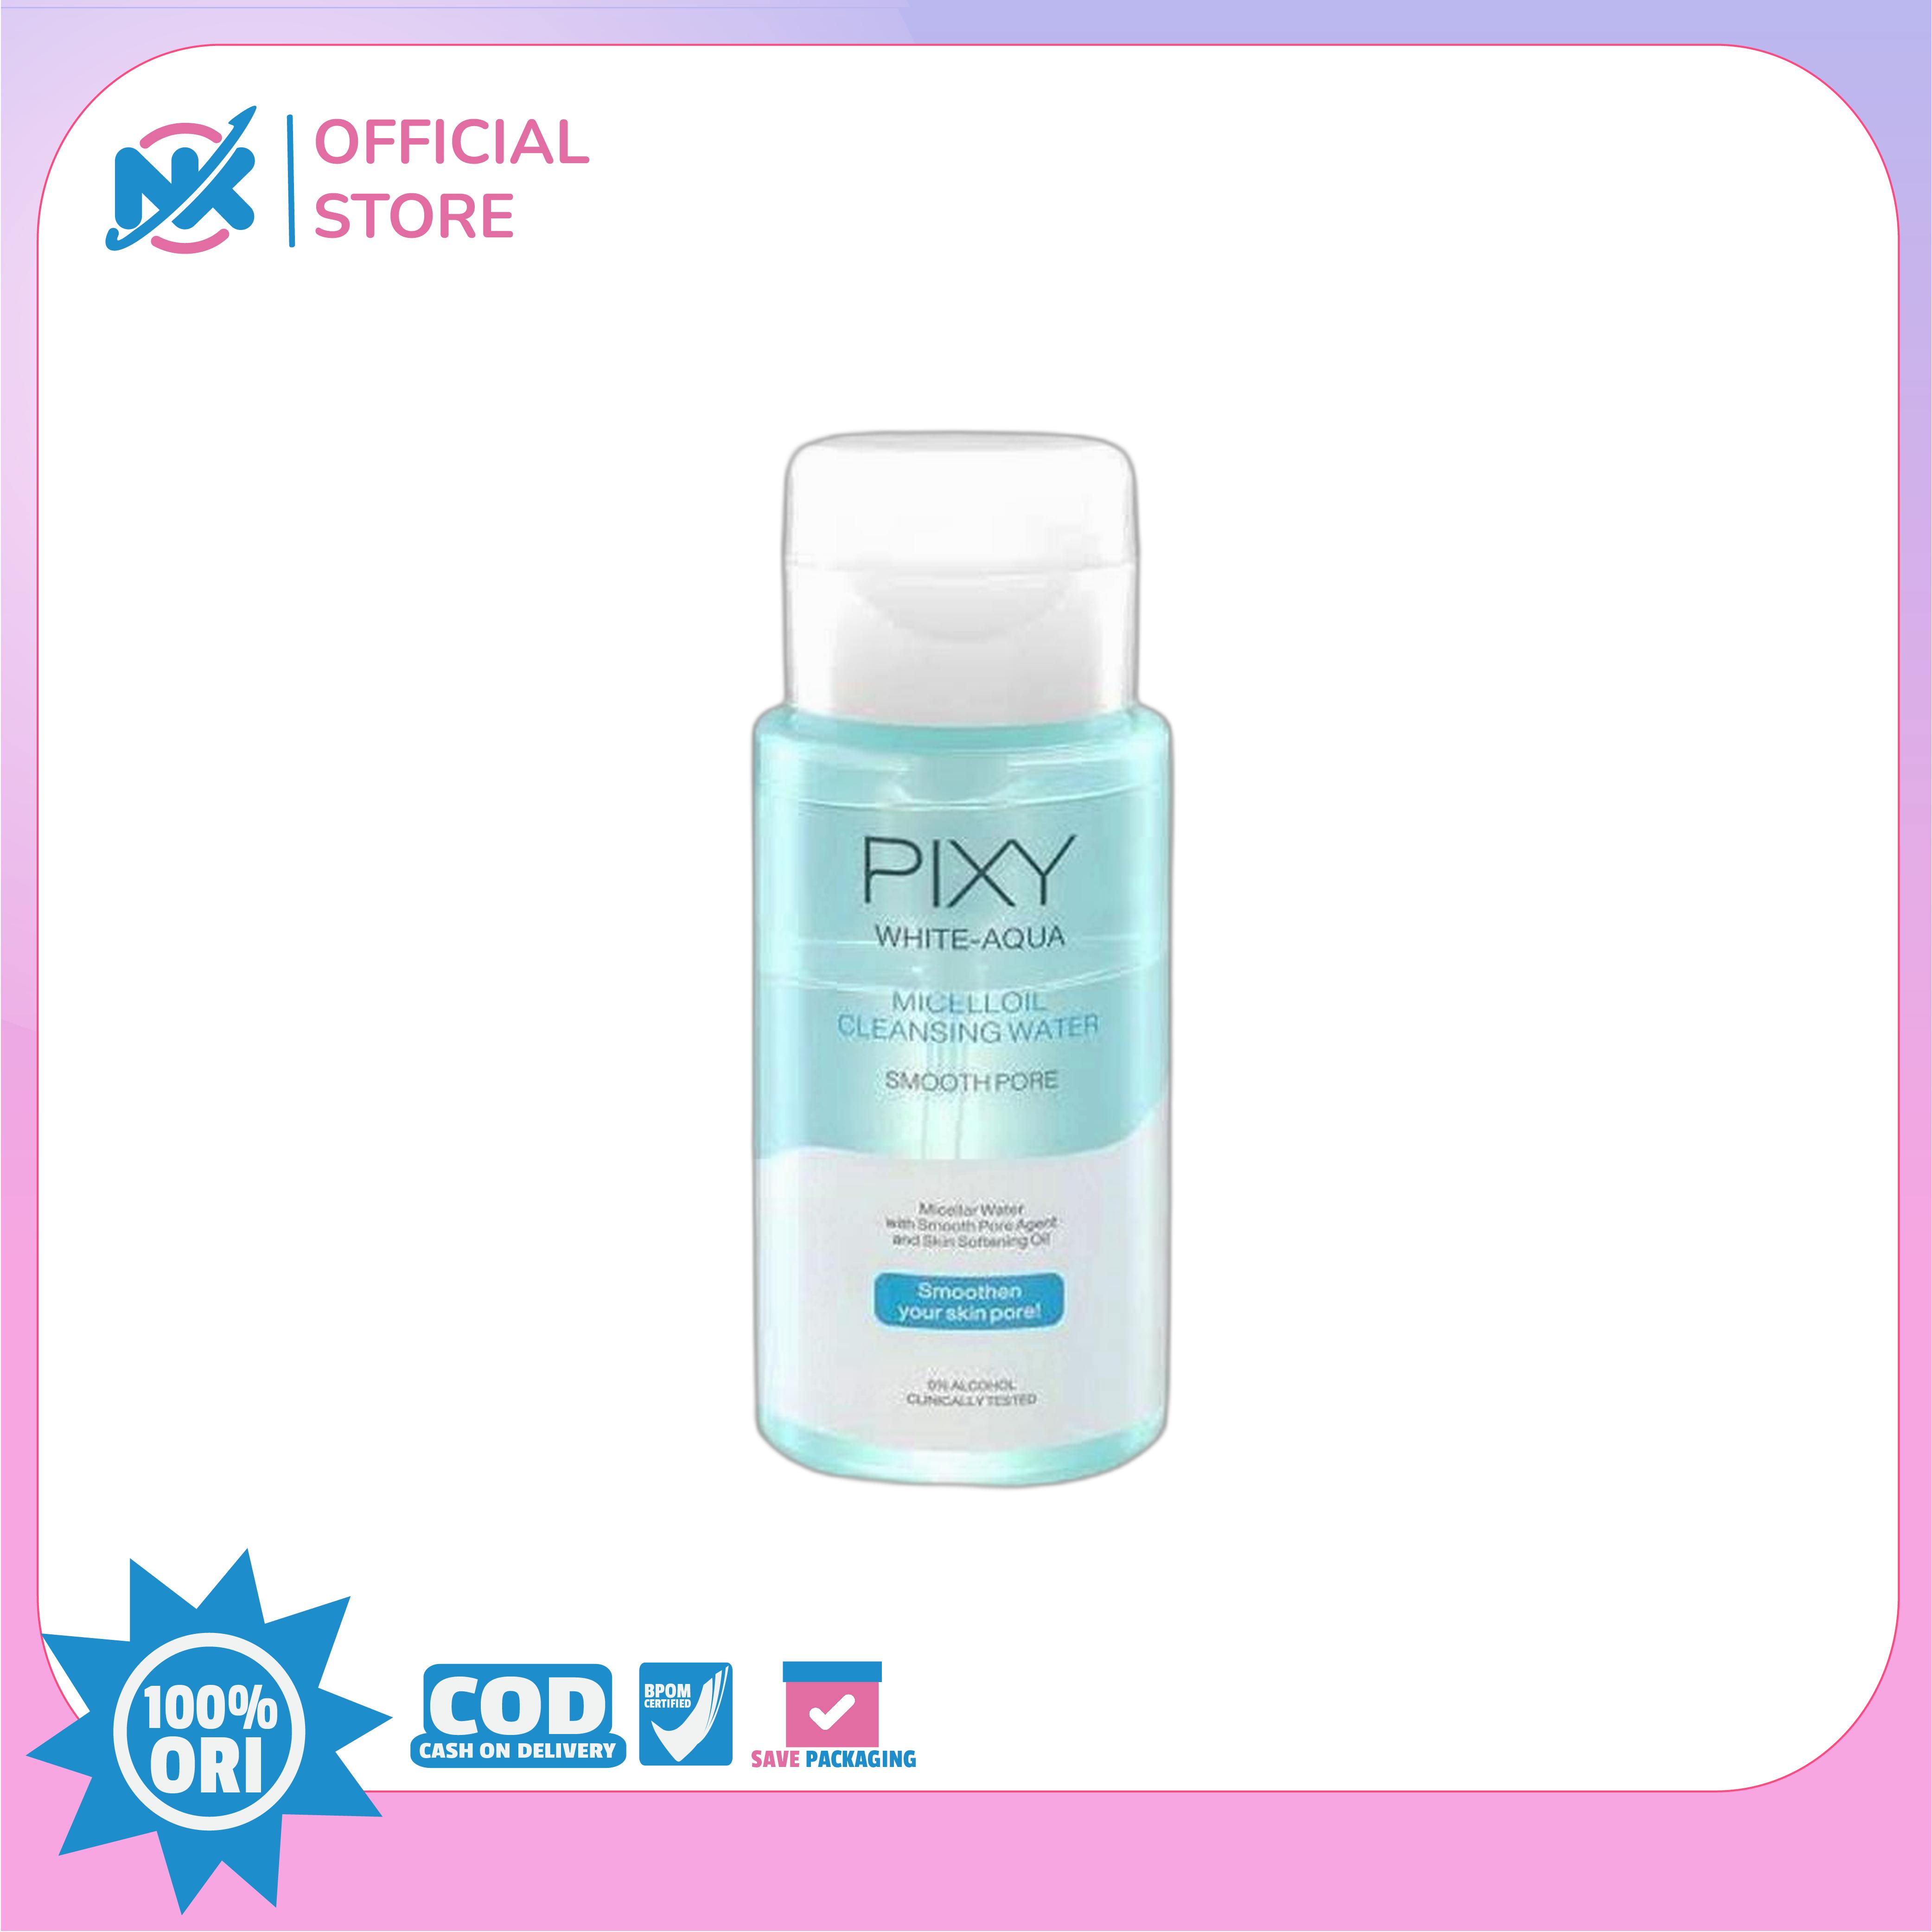 NK
OFFICIAL
STORE
PIXY
WHITE-AQUA
MICELLOIL
CLEANSING WATER
SMOOTH PORE
Micellar Water
with Smooth Pore Agent
and Skin Softening Oil
Smoothen
your skin pore!
0% ALCOHOL
CLINICALLY TESTED
100%
ORI
COD
CASH ON DELIVERY
BPOM
CERTIFIED
SAVE PACKAGING